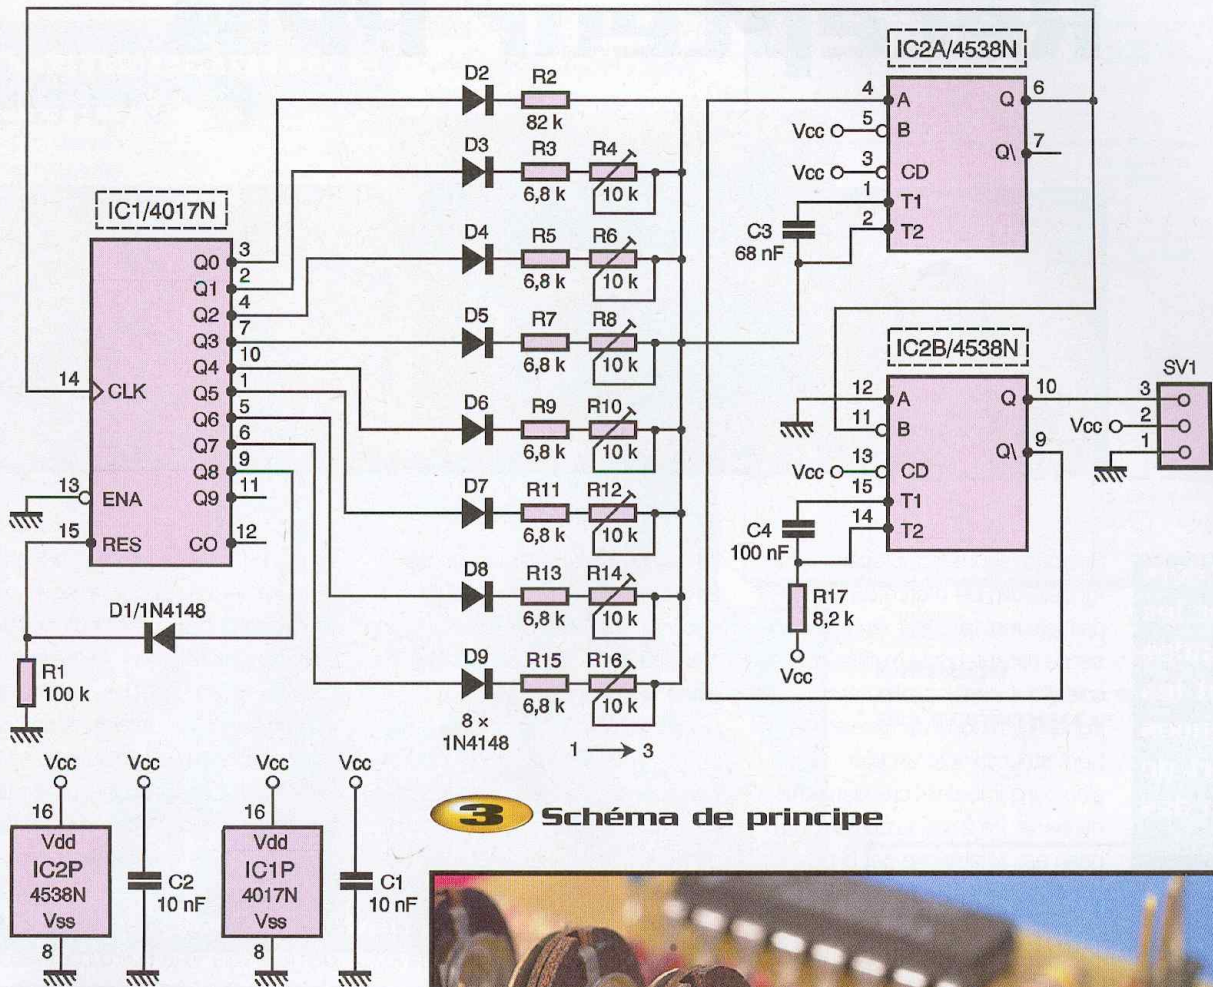 IC2A/4538N
4 A Q 6
Vcc 5 B
Q\ 7
Vcc 3 CD
1 T1
2 T2
C3
68 nF
D2 R2
82 k
D3 R3 R4
6,8 k 10 k
D4 R5 R6
6,8 k 10 k
D5 R7 R8
6,8 k 10 k
D6 R9 R10
6,8 k 10 k
D7 R11 R12
6,8 k 10 k
D8 R13 R14
6,8 k 10 k
D9 R15 R16
6,8 k 10 k
8 x
1N4148
1 → 3
IC1/4017N
Q0 3
Q1 2
Q2 4
Q3 7
Q4 10
14 CLK Q5 1
Q6 5
Q7 6
Q8 9
13 ENA Q9 11
15 RES CO 12
D1/1N4148
R1
100 k
IC2B/4538N
12 A Q 10
11 B
Q\ 9
Vcc 13 CD
15 T1
14 T2
C4
100 nF
R17
8,2 k
Vcc
SV1
3
Vcc 2
1
Vcc Vcc Vcc Vcc
16 16
Vdd Vdd
IC2P C2 IC1P C1
4538N 10 nF 4017N 10 nF
Vss Vss
8 8
3 Schéma de principe